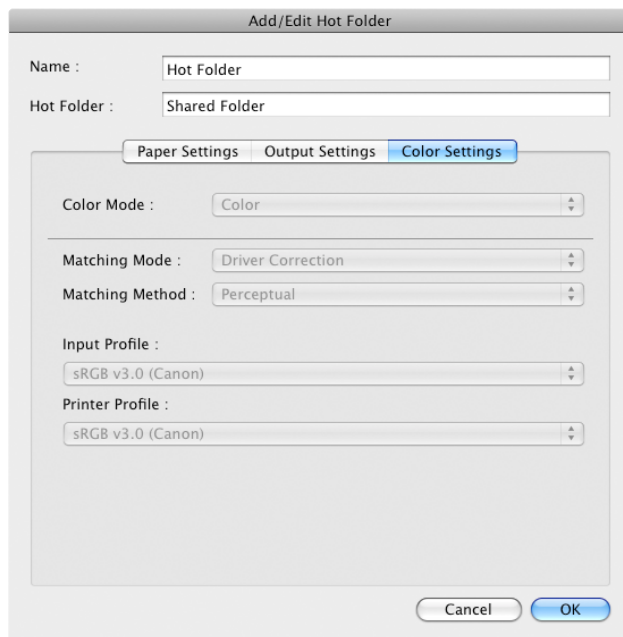 Add/Edit Hot Folder
Name : Hot Folder
Hot Folder : Shared Folder
Paper Settings Output Settings Color Settings
Color Mode : Color
Matching Mode : Driver Correction
Matching Method : Perceptual
Input Profile :
sRGB v3.0 (Canon)
Printer Profile :
sRGB v3.0 (Canon)
Cancel OK